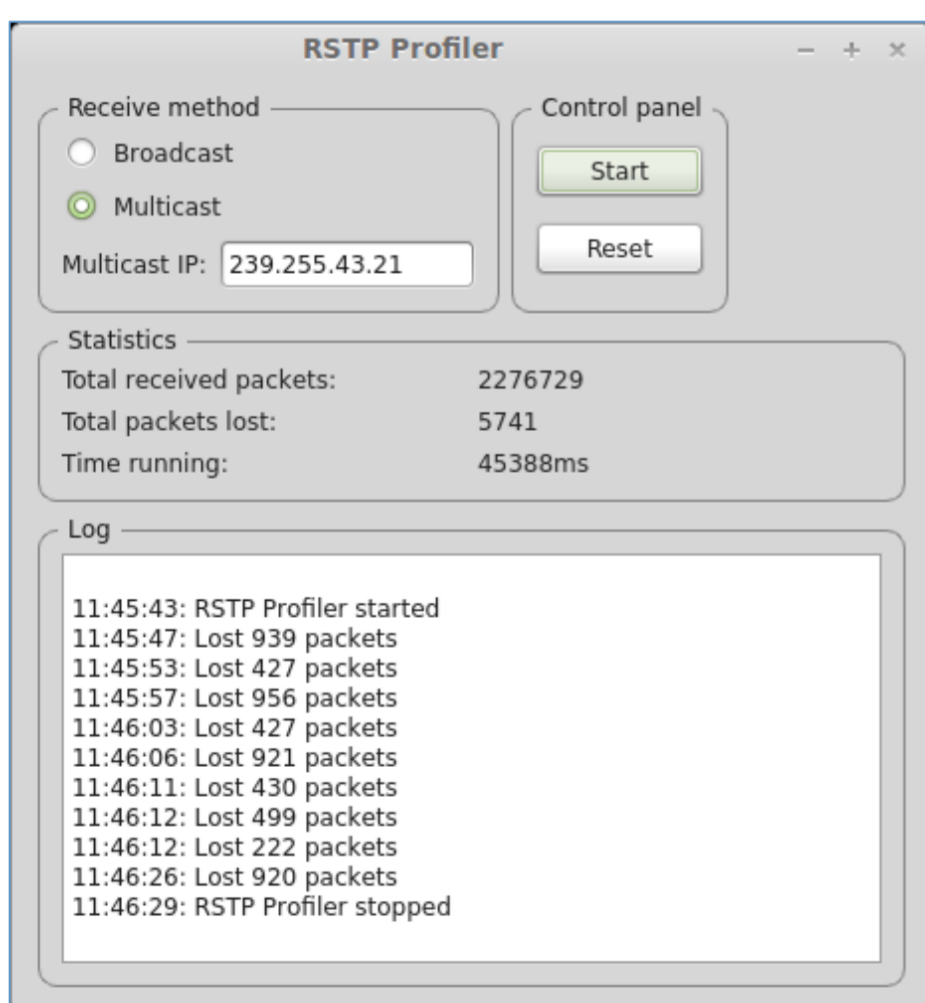 RSTP Profiler
Receive method
Broadcast
Multicast
Multicast IP: 239.255.43.21
Control panel
Start
Reset
Statistics
Total received packets: 2276729
Total packets lost: 5741
Time running: 45388ms
Log
11:45:43: RSTP Profiler started
11:45:47: Lost 939 packets
11:45:53: Lost 427 packets
11:45:57: Lost 956 packets
11:46:03: Lost 427 packets
11:46:06: Lost 921 packets
11:46:11: Lost 430 packets
11:46:12: Lost 499 packets
11:46:12: Lost 222 packets
11:46:26: Lost 920 packets
11:46:29: RSTP Profiler stopped